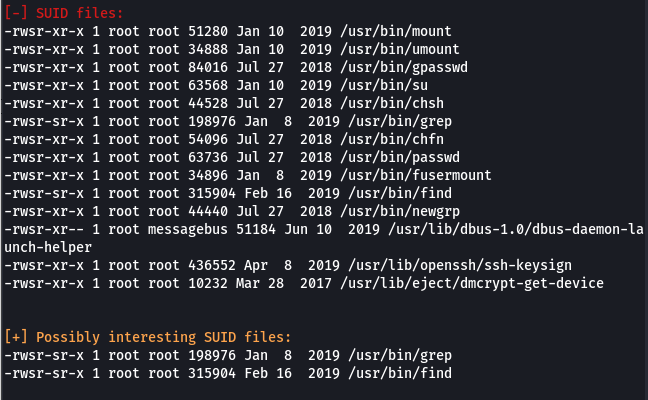 [-] SUID files:
-rwsr-xr-x 1 root root 51280 Jan 10  2019 /usr/bin/mount
-rwsr-xr-x 1 root root 34888 Jan 10  2019 /usr/bin/umount
-rwsr-xr-x 1 root root 84016 Jul 27  2018 /usr/bin/gpasswd
-rwsr-xr-x 1 root root 63568 Jan 10  2019 /usr/bin/su
-rwsr-xr-x 1 root root 44528 Jul 27  2018 /usr/bin/chsh
-rwsr-sr-x 1 root root 198976 Jan  8  2019 /usr/bin/grep
-rwsr-xr-x 1 root root 54096 Jul 27  2018 /usr/bin/chfn
-rwsr-xr-x 1 root root 63736 Jul 27  2018 /usr/bin/passwd
-rwsr-xr-x 1 root root 34896 Jan  8  2019 /usr/bin/fusermount
-rwsr-sr-x 1 root root 315904 Feb 16  2019 /usr/bin/find
-rwsr-xr-x 1 root root 44440 Jul 27  2018 /usr/bin/newgrp
-rwsr-xr-- 1 root messagebus 51184 Jun 10  2019 /usr/lib/dbus-1.0/dbus-daemon-la
unch-helper
-rwsr-xr-x 1 root root 436552 Apr  8  2019 /usr/lib/openssh/ssh-keysign
-rwsr-xr-x 1 root root 10232 Mar 28  2017 /usr/lib/eject/dmcrypt-get-device
[+] Possibly interesting SUID files:
-rwsr-sr-x 1 root root 198976 Jan  8  2019 /usr/bin/grep
-rwsr-sr-x 1 root root 315904 Feb 16  2019 /usr/bin/find